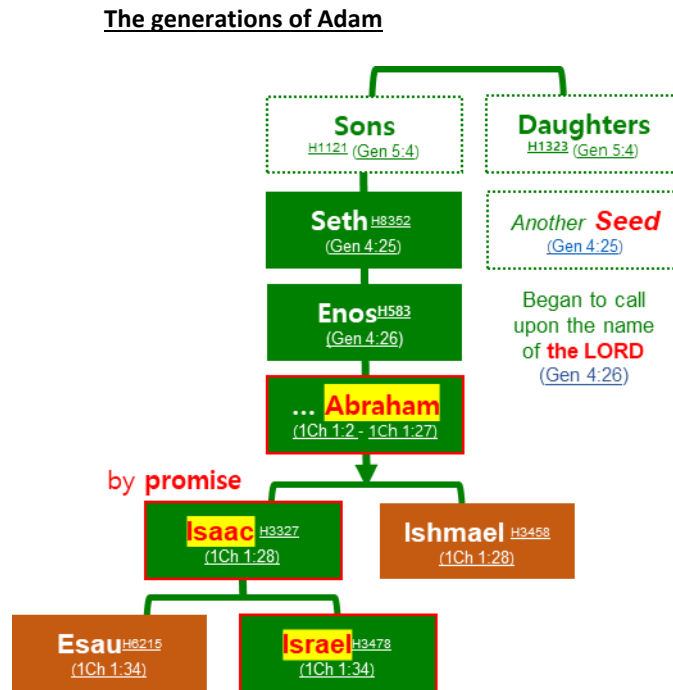 The generations of Adam
Sons
H1121 (Gen 5:4)
Daughters
H1323 (Gen 5:4)
Seth H8352
(Gen 4:25)
Another Seed
(Gen 4:25)
Enos H583
(Gen 4:26)
Began to call
upon the name
of the LORD
(Gen 4:26)
... Abraham
(1Ch 1:2 - 1Ch 1:27)
by promise
Isaac H3327
(1Ch 1:28)
Ishmael H3458
(1Ch 1:28)
Esau H6215
(1Ch 1:34)
Israel H3478
(1Ch 1:34)